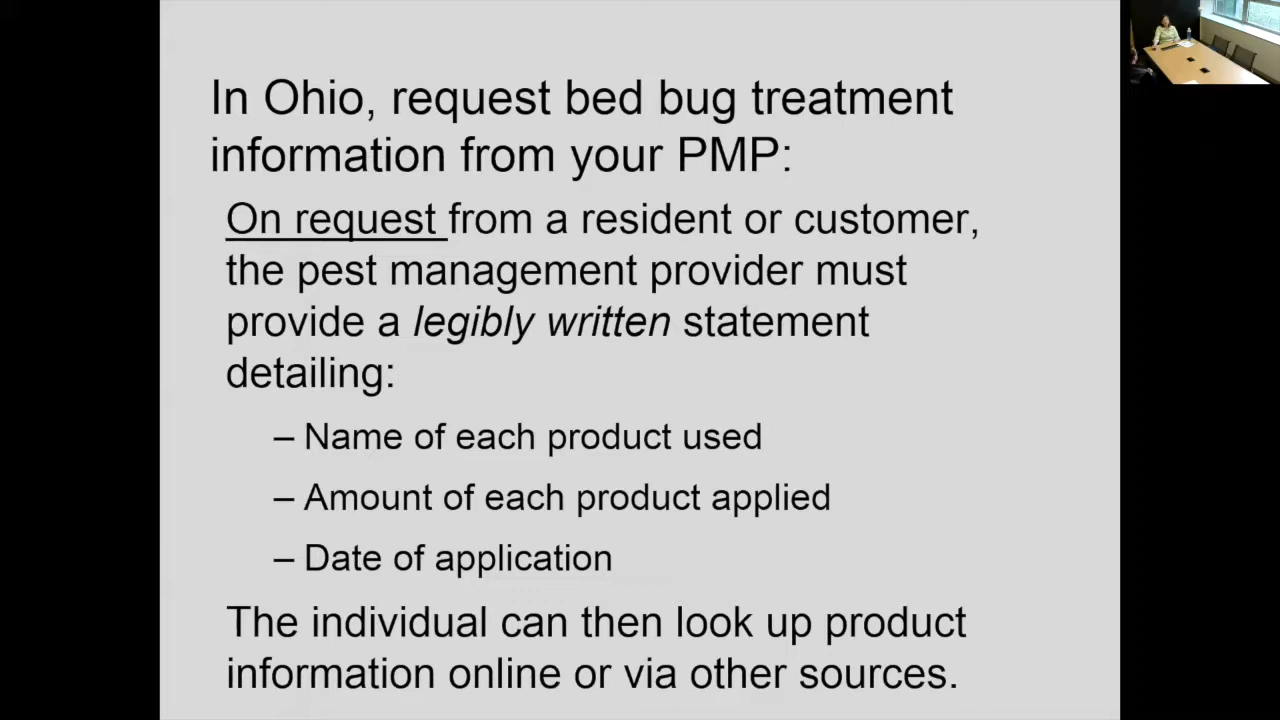 In Ohio, request bed bug treatment
information from your PMP:
On request from a resident or customer,
the pest management provider must
provide a legibly written statement
detailing:
– Name of each product used
– Amount of each product applied
– Date of application
The individual can then look up product
information online or via other sources.